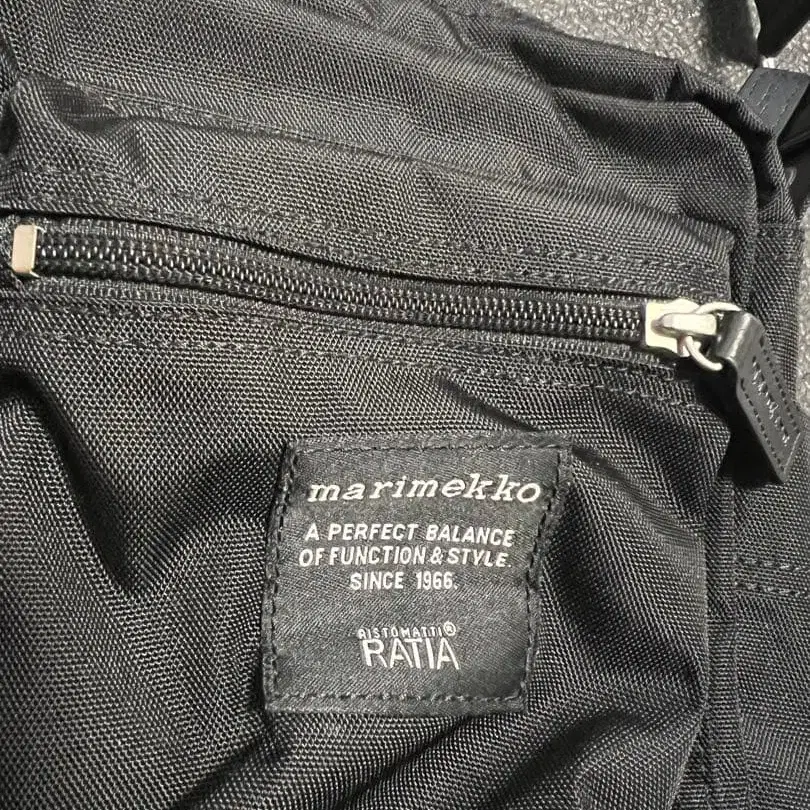 marimekko
A PERFECT BALANCE
OF FUNCTION & STYLE.
SINCE 1966.
RISTOMATTI®
RATIA